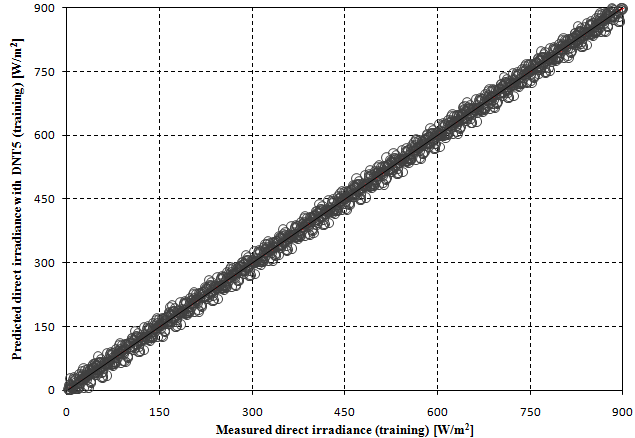 900
750
600
450
300
150
0
Predicted direct irradiance with DNT5 (training) [W/m²]
0 150 300 450 600 750 900
Measured direct irradiance (training) [W/m²]